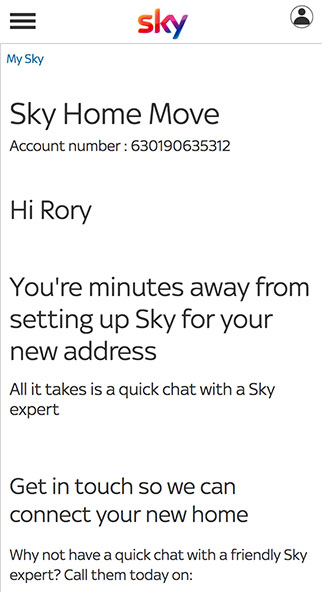 sky
My Sky
Sky Home Move
Account number : 630190635312
Hi Rory
You're minutes away from
setting up Sky for your
new address
All it takes is a quick chat with a Sky
expert
Get in touch so we can
connect your new home
Why not have a quick chat with a friendly Sky
expert? Call them today on: